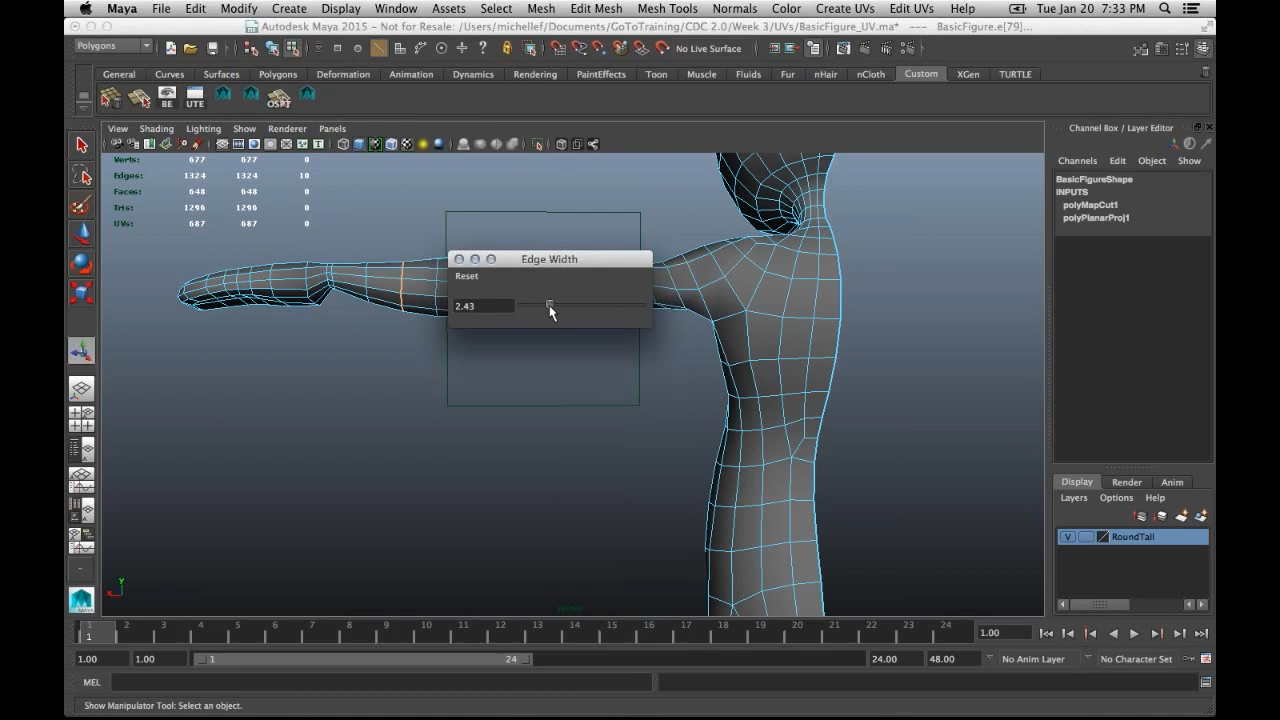 Maya File Edit Modify Create Display Window Assets Select Mesh Edit Mesh Mesh Tools Normals Color Create UVs Edit UVs Help Tue Jan 20 7:33 PM
Autodesk Maya 2015 - Not for Resale: /Users/michellef/Documents/GoToTraining/CDC 2.0/Week 3/UVs/BasicFigure_UV.ma* --- BasicFigure.e[79]...
Polygons No Live Surface
General Curves Surfaces Polygons Deformation Animation Dynamics Rendering PaintEffects Toon Muscle Fluids Fur nHair nCloth Custom XGen TURTLE
BE UTE OSPT
View Shading Lighting Show Renderer Panels
Channel Box / Layer Editor
Channels Edit Object Show
Verts: 677 677 0
Edges: 1324 1324 10
Faces: 648 648 0
Tris: 1296 1296 0
UVs: 687 687 0
BasicFigureShape
INPUTS
polyMapCut1
polyPlanarProj1
Edge Width
Reset
2.43
Display Render Anim
Layers Options Help
V RoundTall
y
x
persp
MAYA
1 2 3 4 5 6 7 8 9 10 11 12 13 14 15 16 17 18 19 20 21 22 23 24
1 1.00
1.00 1.00 1 24 24.00 48.00 No Anim Layer No Character Set
MEL
Show Manipulator Tool: Select an object.